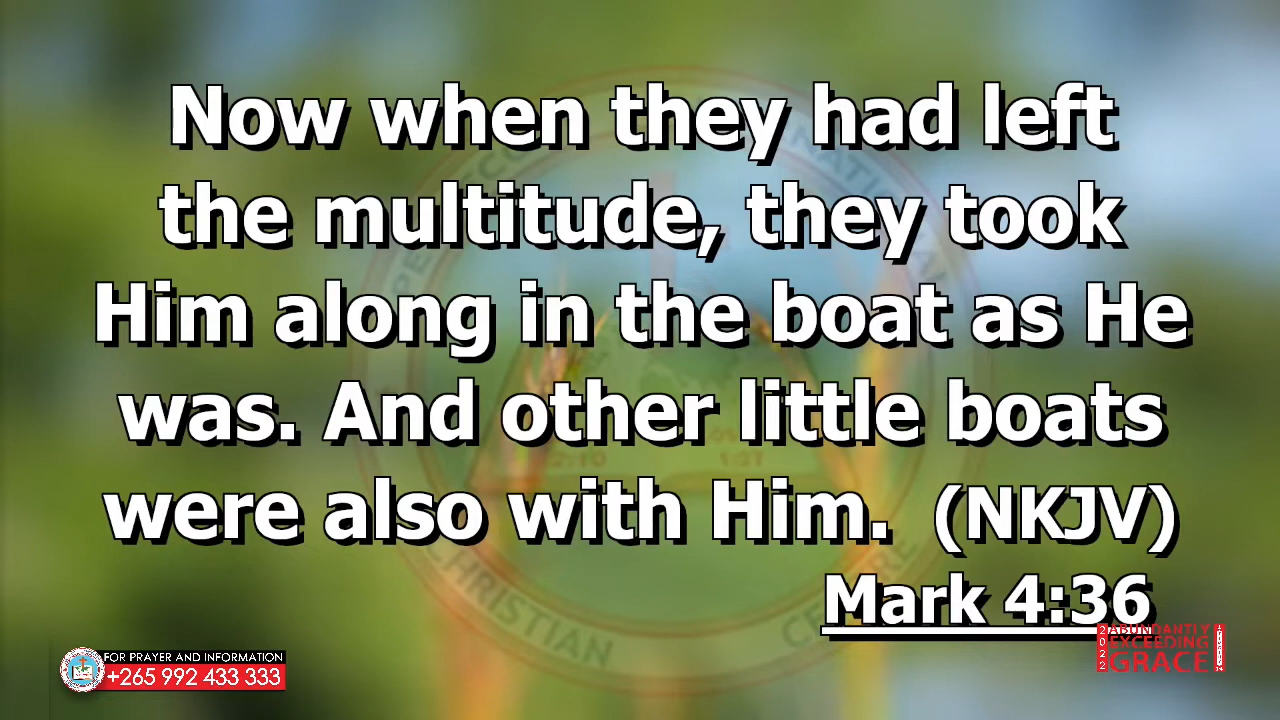 Now when they had left
the multitude, they took
Him along in the boat as He
was. And other little boats
were also with Him. (NKJV)
Mark 4:36
FOR PRAYER AND INFORMATION
+265 992 433 333
2022
ABUNDANTLY
EXCEEDING
GRACE
CHRISTIAN